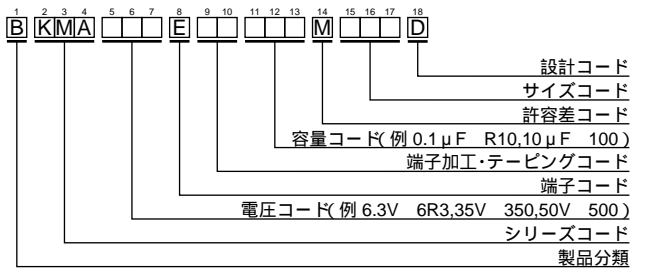 1 2 3 4 5 6 7 8 9 10 11 12 13 14 15 16 17 18
B KMA □□□ E □□ □□□ M □□□ D
設計コード
サイズコード
許容差コード
容量コード(例 0.1μF R10,10μF 100)
端子加工・テーピングコード
端子コード
電圧コード(例 6.3V 6R3,35V 350,50V 500)
シリーズコード
製品分類